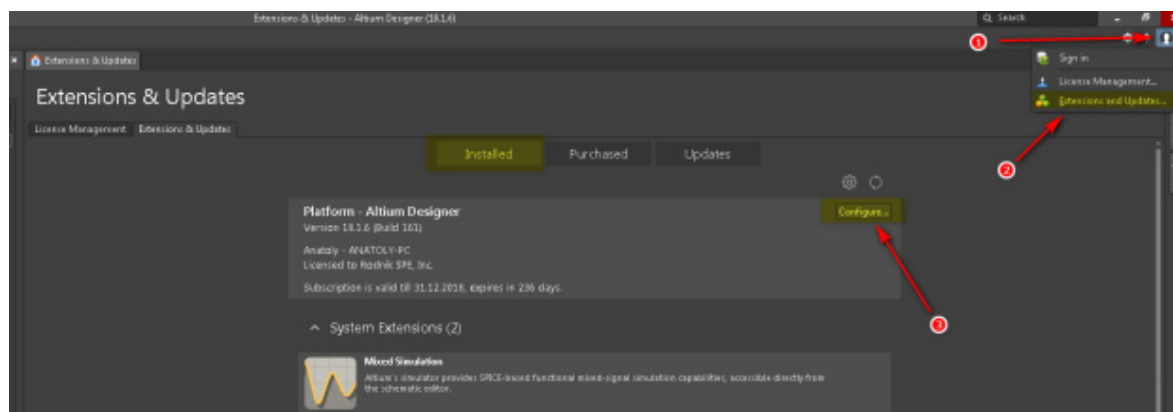 Extensions & Updates - Altium Designer (18.1.6)
Search
1
Extensions & Updates
Sign in
Extensions & Updates
License Management...
Extensions and Updates...
License Management Extensions & Updates
Installed Purchased Updates
2
Platform - Altium Designer
Configure...
Version 18.1.6 (Build 161)
Anatoly - ANATOLY-PC
Licensed to Rodnik SPE, Inc.
Subscription is valid till 31.12.2018, expires in 236 days.
3
System Extensions (2)
Mixed Simulation
Altium's simulator provides SPICE-based functional mixed-signal simulation capabilities, accessible directly from
the schematic editor.